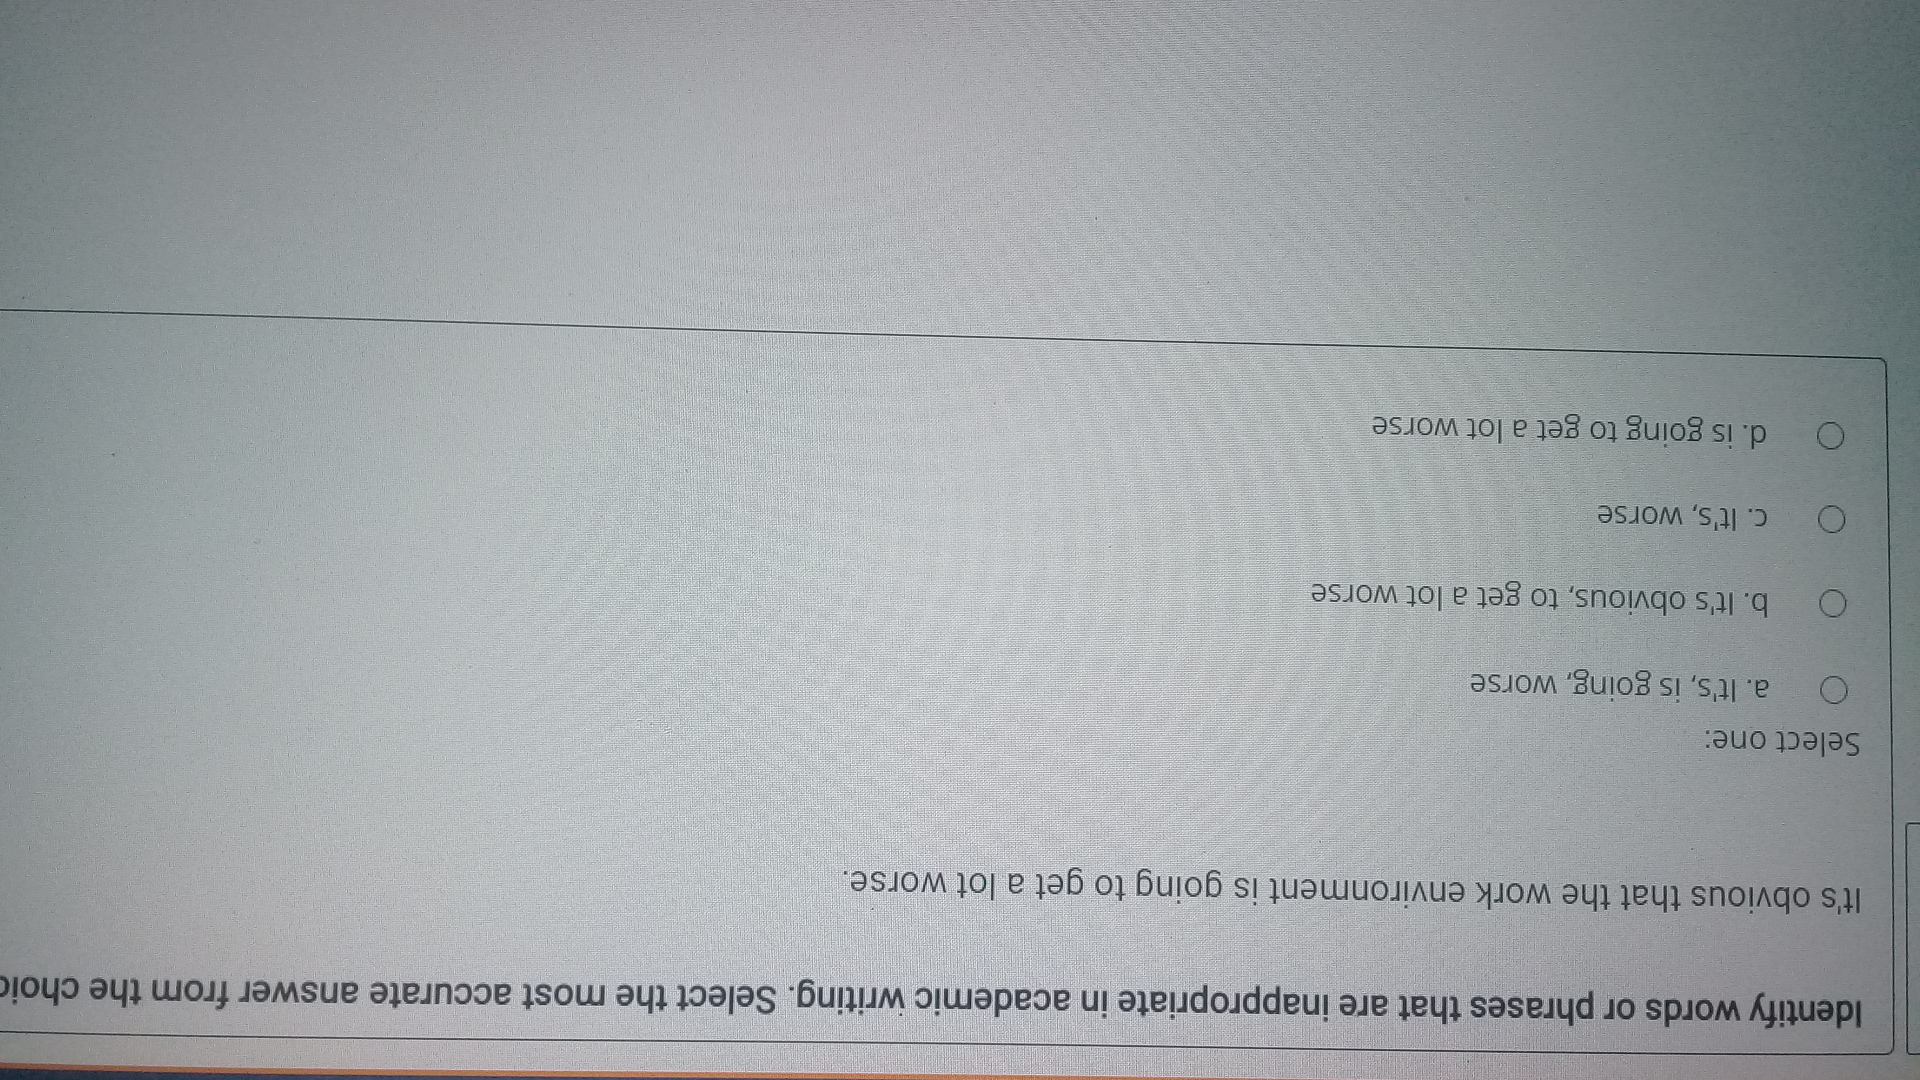 Identify words or phrases that are inappropriate in academic writing. Select the most accurate answer from the
It's obvious that the work environment is going to get a lot worse.
Select one:
a. It's, is going, worse
b. It's obvious, to get a lot worse
c. It's, worse
d. is going to get a lot worse